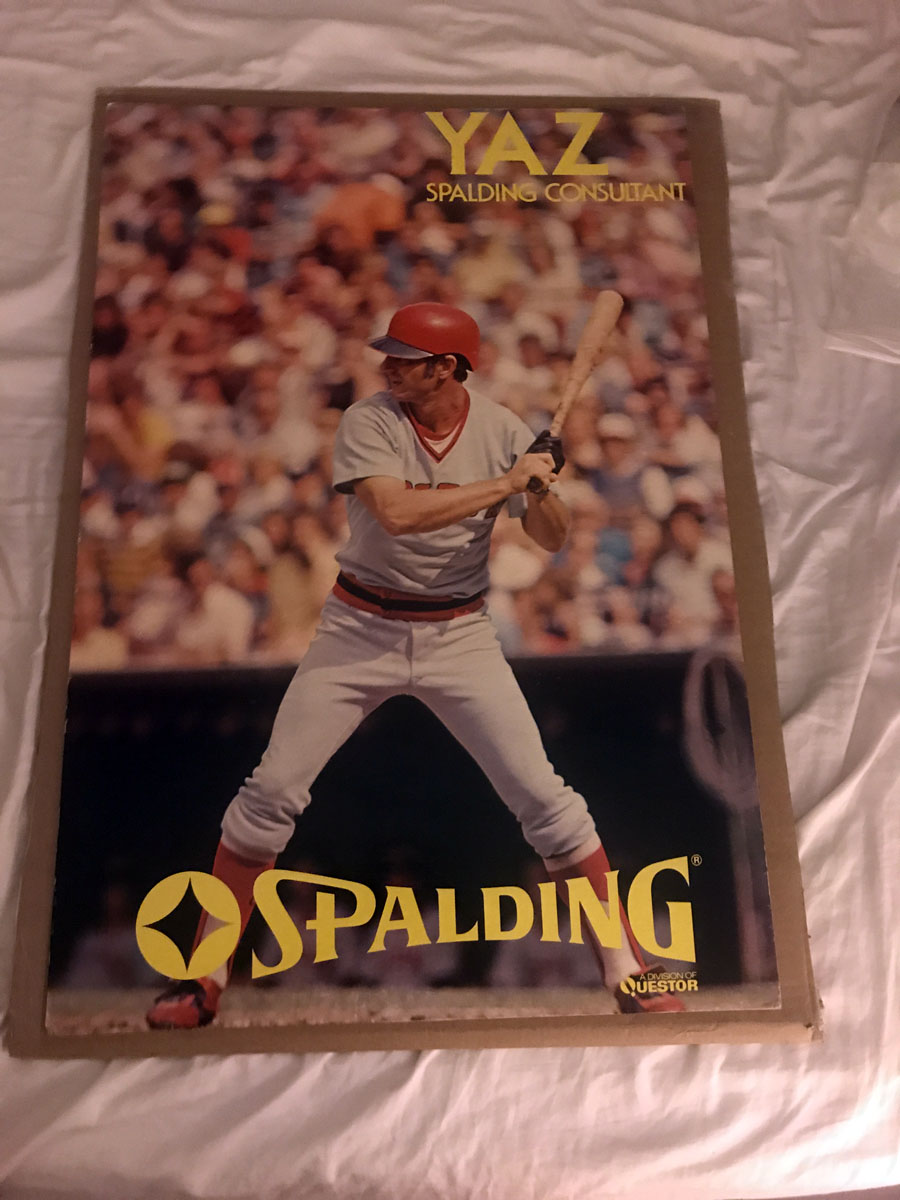 YAZ
SPALDING CONSULTANT
SPALDING®
A DIVISION OF
QUESTOR